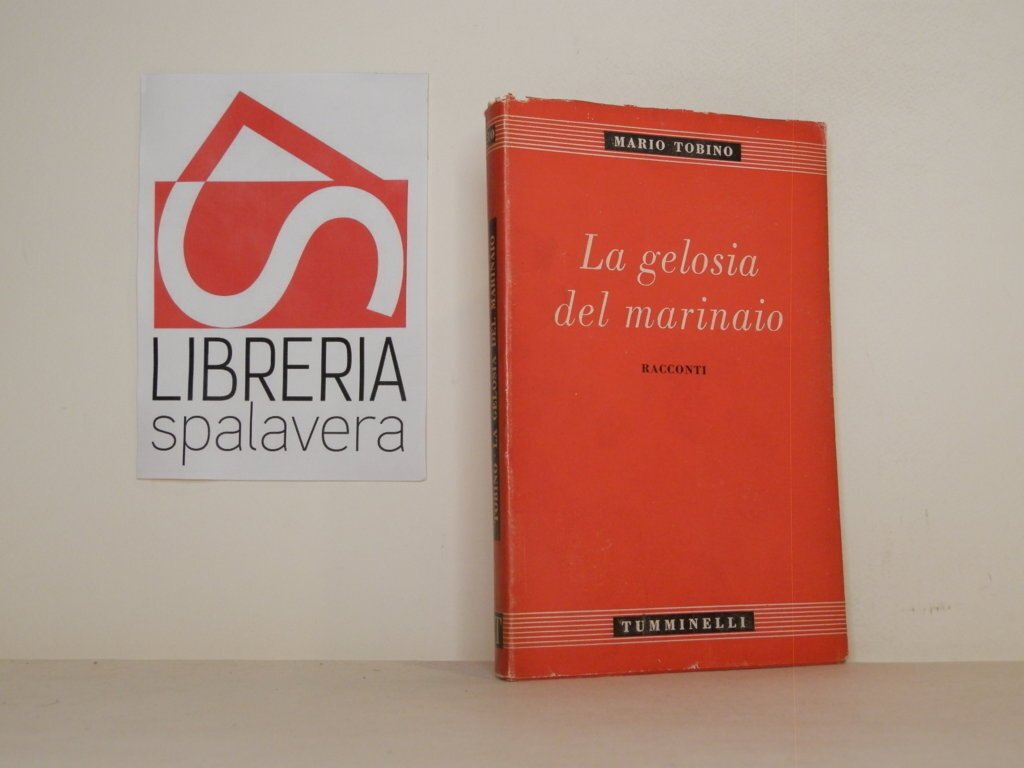 LIBRERIA
spalavera
MARIO TOBINO
La gelosia
del marinaio
RACCONTI
TUMMINELLI
TOBINO - LA GELOSIA DEL MARINAIO
T